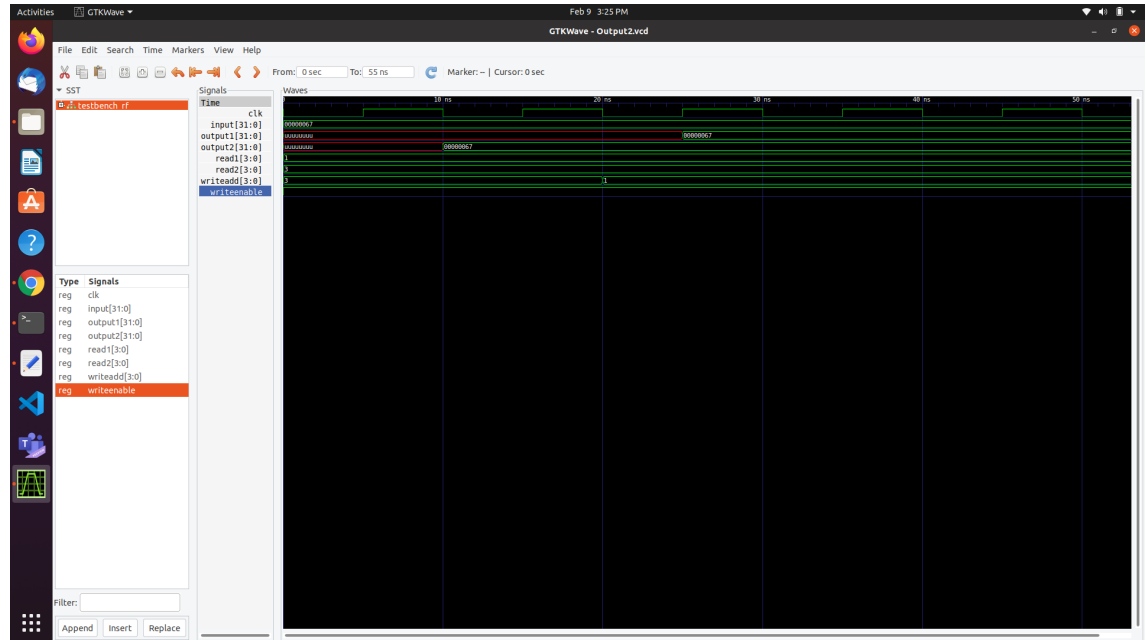 Activities GTKWave Feb 9 3:25 PM
GTKWave - Output2.vcd
File Edit Search Time Markers View Help
From: 0 sec To: 55 ns Marker: -- | Cursor: 0 sec
SST
testbench_rf
Type Signals
reg clk
reg input[31:0]
reg output1[31:0]
reg output2[31:0]
reg read1[3:0]
reg read2[3:0]
reg writeadd[3:0]
reg writeenable
Filter:
Append Insert Replace
Signals
Time
clk
input[31:0]
output1[31:0]
output2[31:0]
read1[3:0]
read2[3:0]
writeadd[3:0]
writeenable
Waves
10 ns 20 ns 30 ns 40 ns 50 ns
00000067
uuuuuuuu 00000067
uuuuuuuu 00000067
1
3
3 1